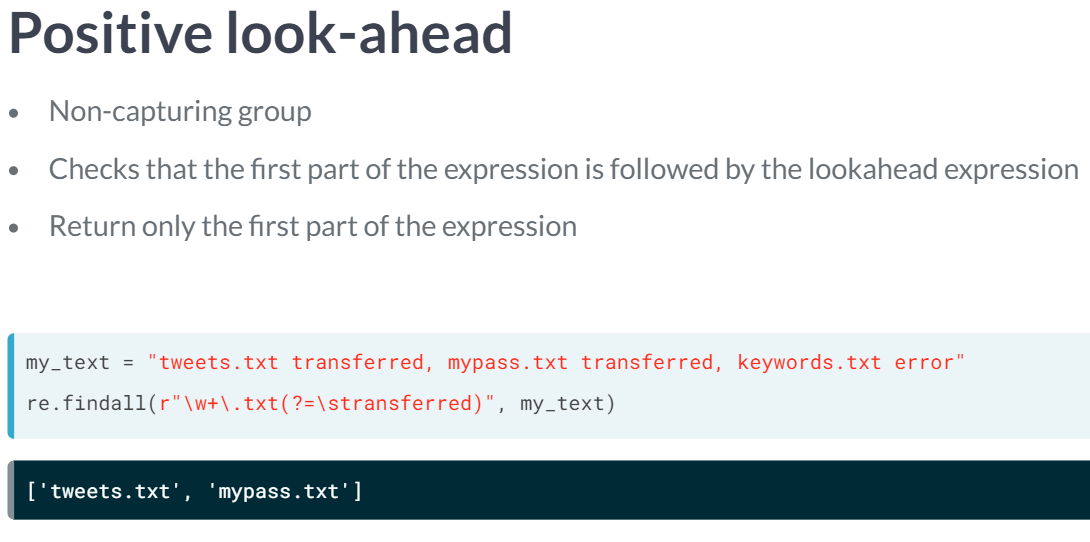 Positive look-ahead
• Non-capturing group
• Checks that the first part of the expression is followed by the lookahead expression
• Return only the first part of the expression
my_text = "tweets.txt transferred, mypass.txt transferred, keywords.txt error"
re.findall(r"\w+\.txt(?=\stransferred)", my_text)
['tweets.txt', 'mypass.txt']